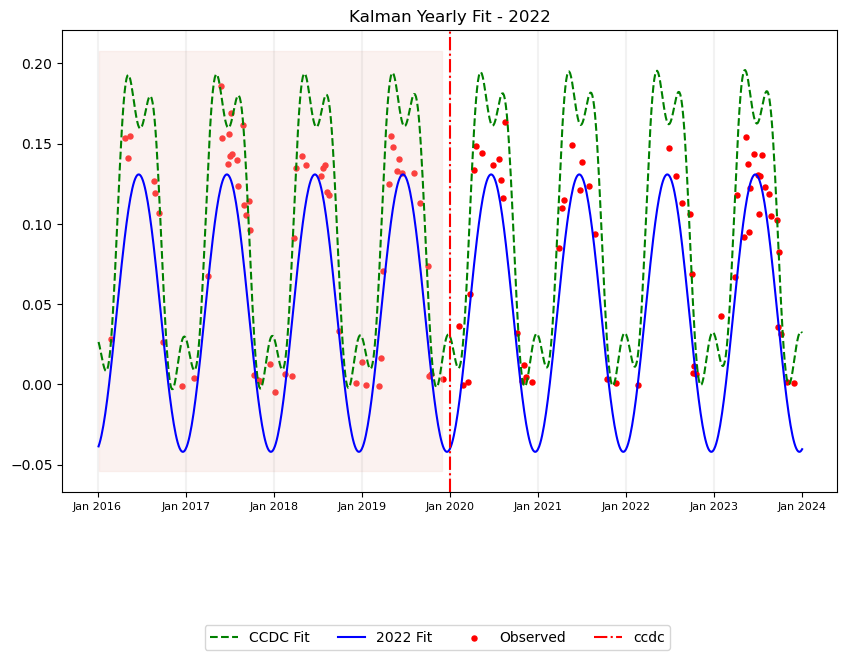 Kalman Yearly Fit - 2022
0.20
0.15
0.10
0.05
0.00
−0.05
Jan 2016 Jan 2017 Jan 2018 Jan 2019 Jan 2020 Jan 2021 Jan 2022 Jan 2023 Jan 2024
CCDC Fit 2022 Fit Observed ccdc